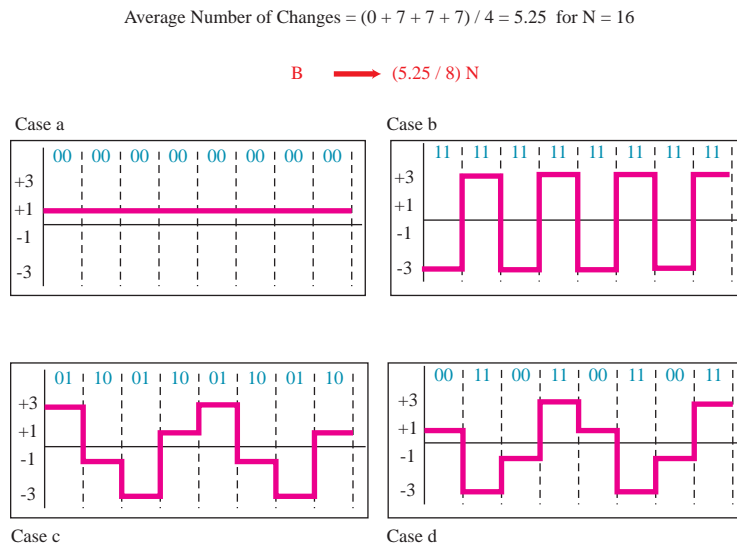 Average Number of Changes = (0 + 7 + 7 + 7) / 4 = 5.25 for N = 16
B (5.25 / 8) N
Case a
00 00 00 00 00 00 00 00
+3
+1
-1
-3
Case b
11 11 11 11 11 11 11 11
+3
+1
-1
-3
01 10 01 10 01 10 01 10
+3
+1
-1
-3
Case c
00 11 00 11 00 11 00 11
+3
+1
-1
-3
Case d